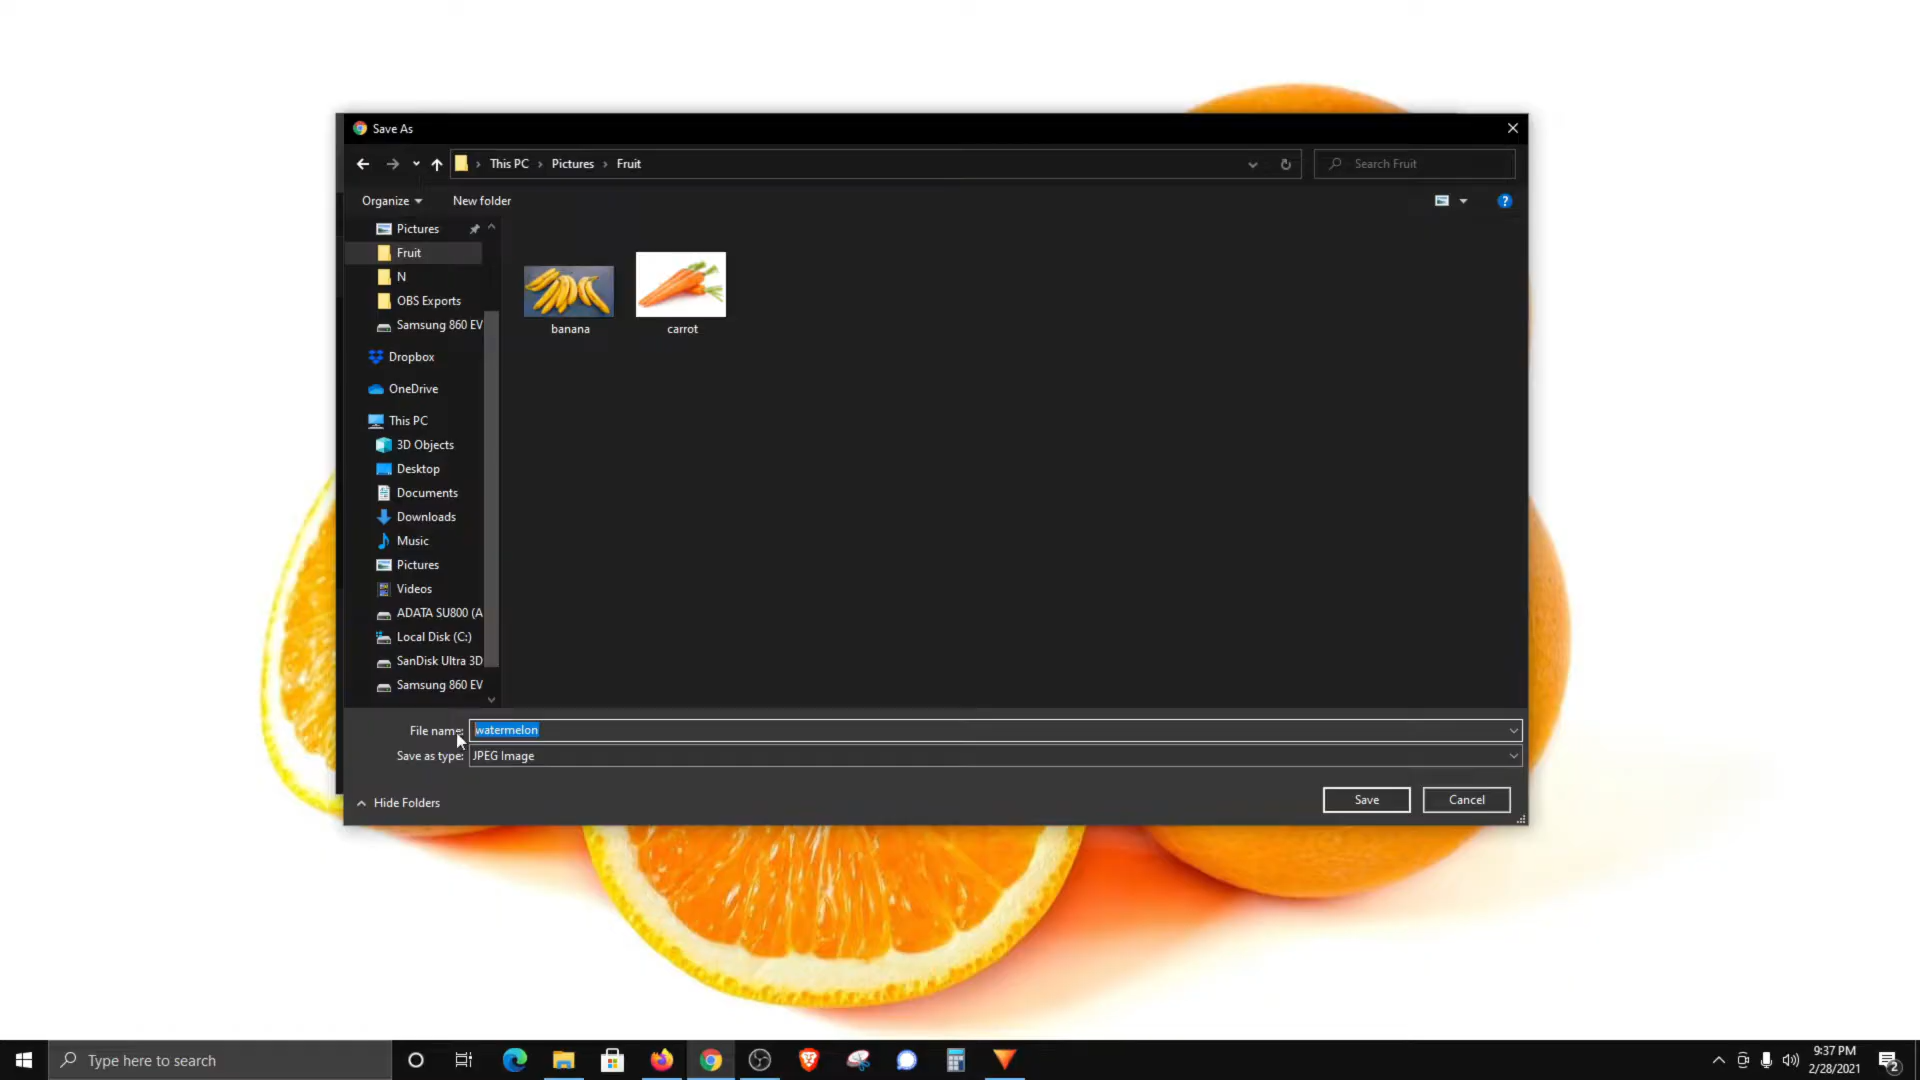 Save As
This PC
Pictures
Fruit
Search Fruit
Organize
New folder
?
Pictures
Fruit
N
OBS Exports
Samsung 860 EV
Dropbox
OneDrive
This PC
3D Objects
Desktop
Documents
Downloads
Music
Pictures
Videos
ADATA SU800 (A
Local Disk (C:)
SanDisk Ultra 3D
Samsung 860 EV
banana
carrot
File name: watermelon
Save as type: JPEG Image
Hide Folders
Save
Cancel
Type here to search
9:37 PM
2/28/2021
2